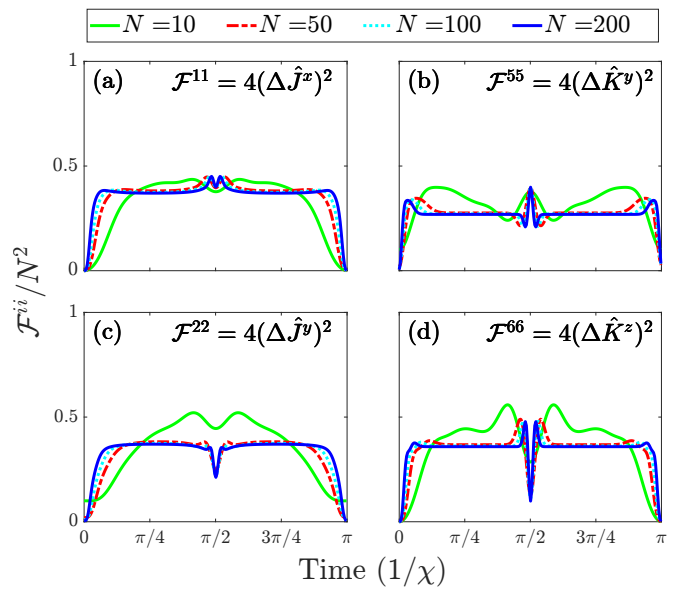 N = 10 N = 50 N = 100 N = 200
(a) 𝓕¹¹ = 4(ΔĴˣ)²
(b) 𝓕⁵⁵ = 4(ΔK̂ʸ)²
1
0.5
0
(c) 𝓕²² = 4(ΔĴʸ)²
(d) 𝓕⁶⁶ = 4(ΔK̂ᶻ)²
1
0.5
0
𝓕ⁱⁱ/N²
0 π/4 π/2 3π/4 π
π/4 π/2 3π/4 π
Time (1/χ)